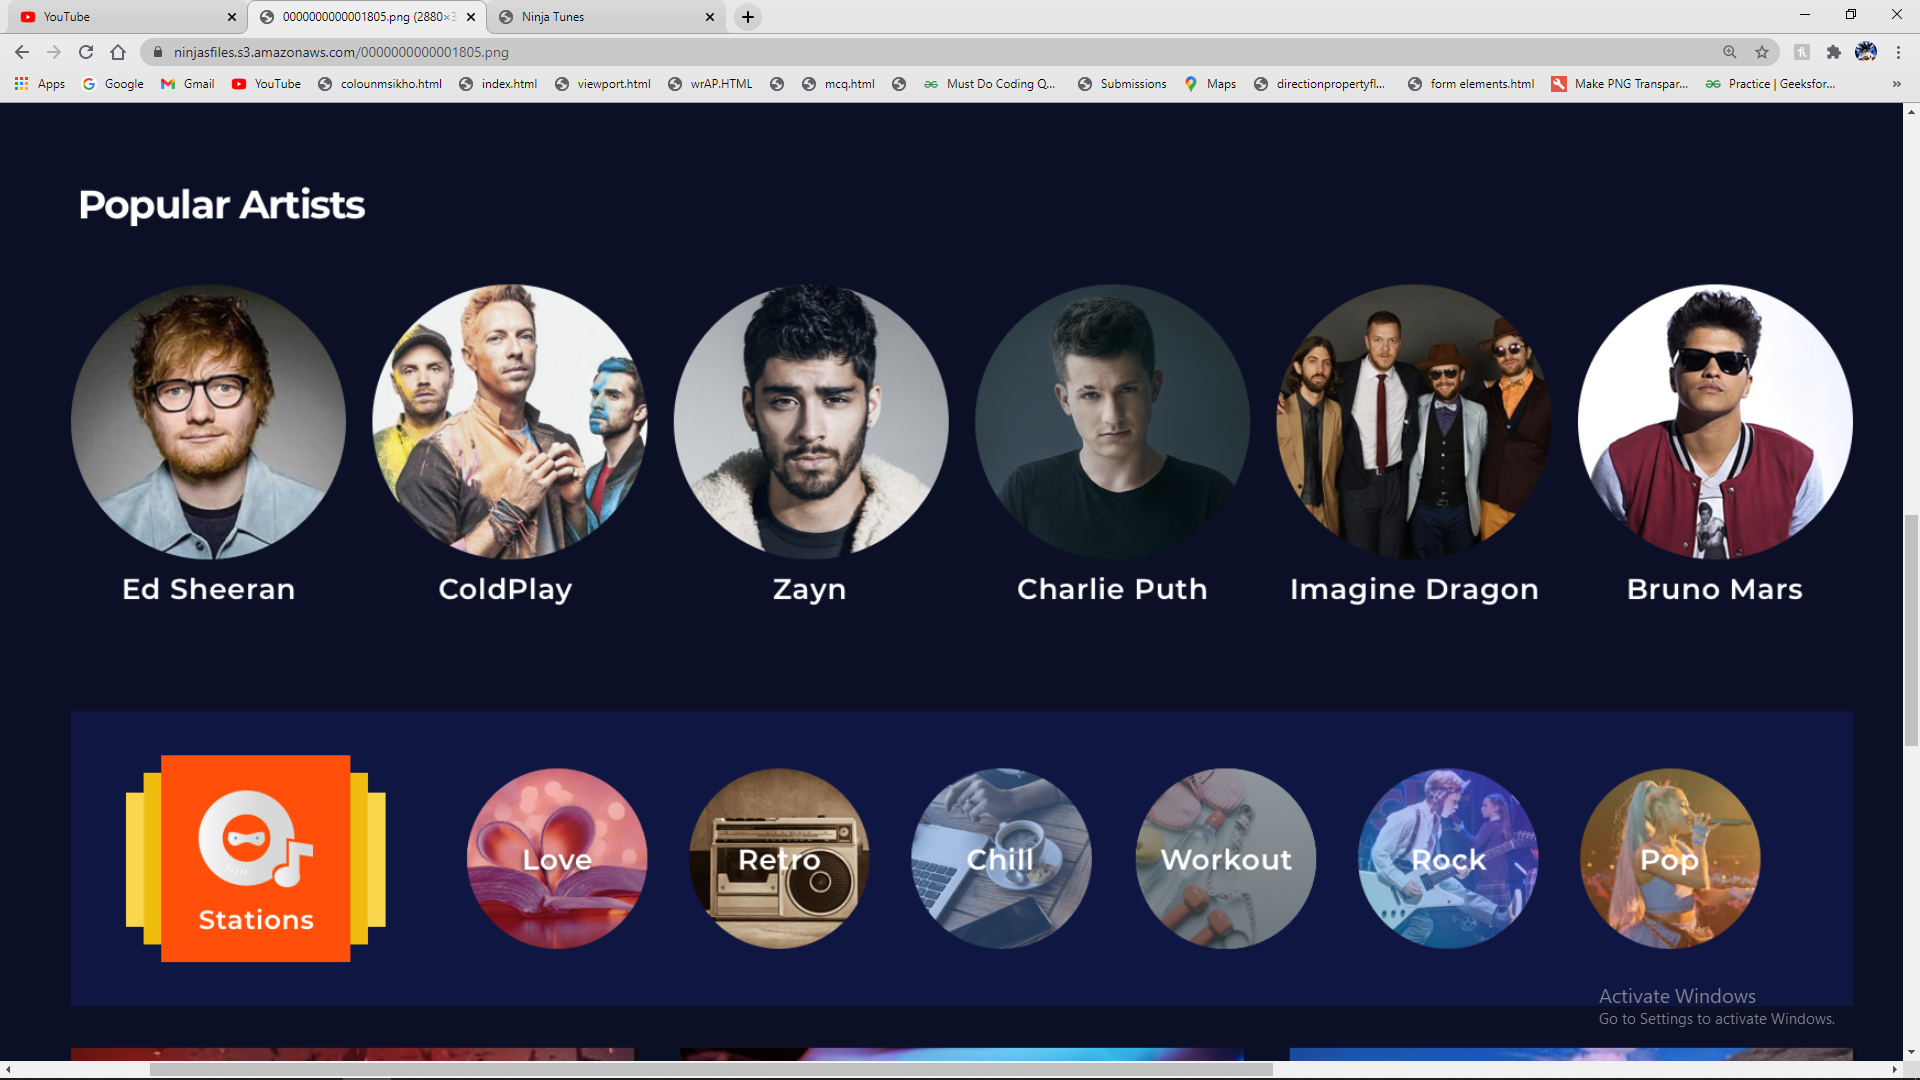 YouTube
0000000000001805.png (2880×3
Ninja Tunes
ninjasfiles.s3.amazonaws.com/0000000000001805.png
Apps Google Gmail YouTube colounmsikho.html index.html viewport.html wrAP.HTML mcq.html Must Do Coding Q... Submissions Maps directionpropertyfl... form elements.html Make PNG Transpar... Practice | Geeksfor... »
Popular Artists
Ed Sheeran ColdPlay Zayn Charlie Puth Imagine Dragon Bruno Mars
Love Retro Chill Workout Rock Pop
Stations
Activate Windows
Go to Settings to activate Windows.